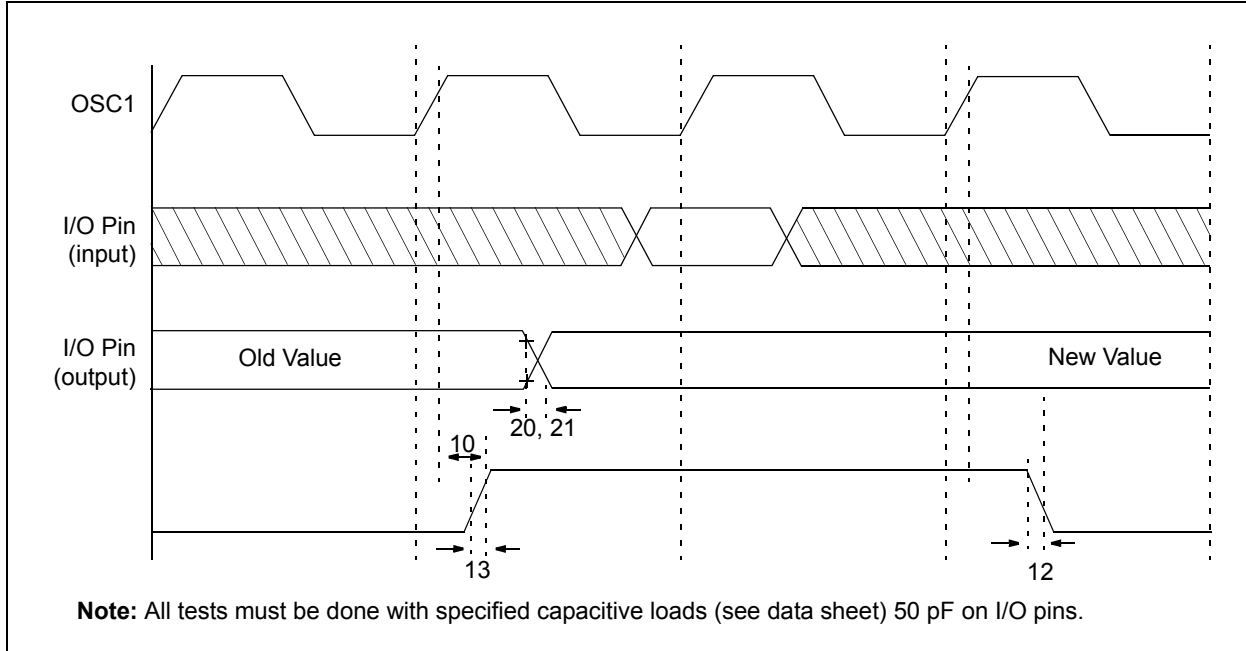 OSC1
I/O Pin
(input)
I/O Pin
(output)
Old Value
New Value
20, 21
10
13
12
Note: All tests must be done with specified capacitive loads (see data sheet) 50 pF on I/O pins.